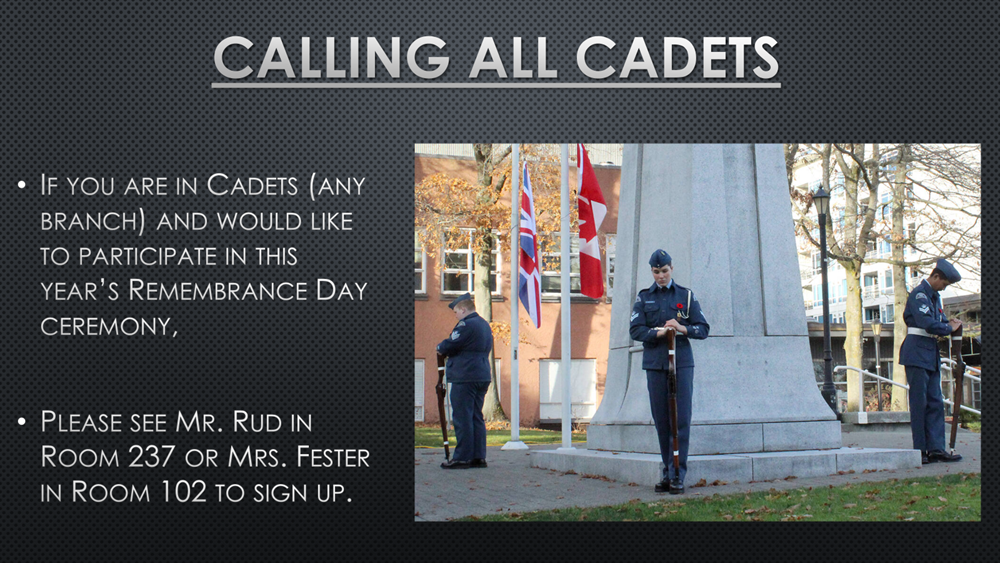 CALLING ALL CADETS
• IF YOU ARE IN CADETS (ANY
BRANCH) AND WOULD LIKE
TO PARTICIPATE IN THIS
YEAR'S REMEMBRANCE DAY
CEREMONY,
• PLEASE SEE MR. RUD IN
ROOM 237 OR MRS. FESTER
IN ROOM 102 TO SIGN UP.